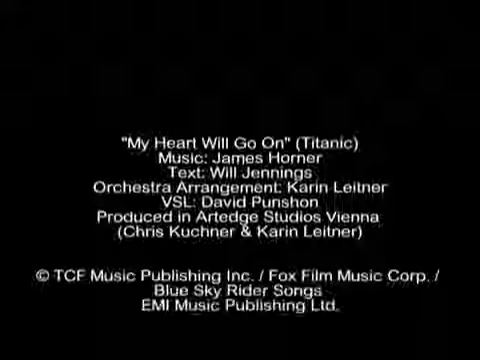 "My Heart Will Go On" (Titanic)
Music: James Horner
Text: Will Jennings
Orchestra Arrangement: Karin Leitner
VSL: David Punshon
Produced in Artedge Studios Vienna
(Chris Kuchner & Karin Leitner)
© TCF Music Publishing Inc. / Fox Film Music Corp. /
Blue Sky Rider Songs
EMI Music Publishing Ltd.